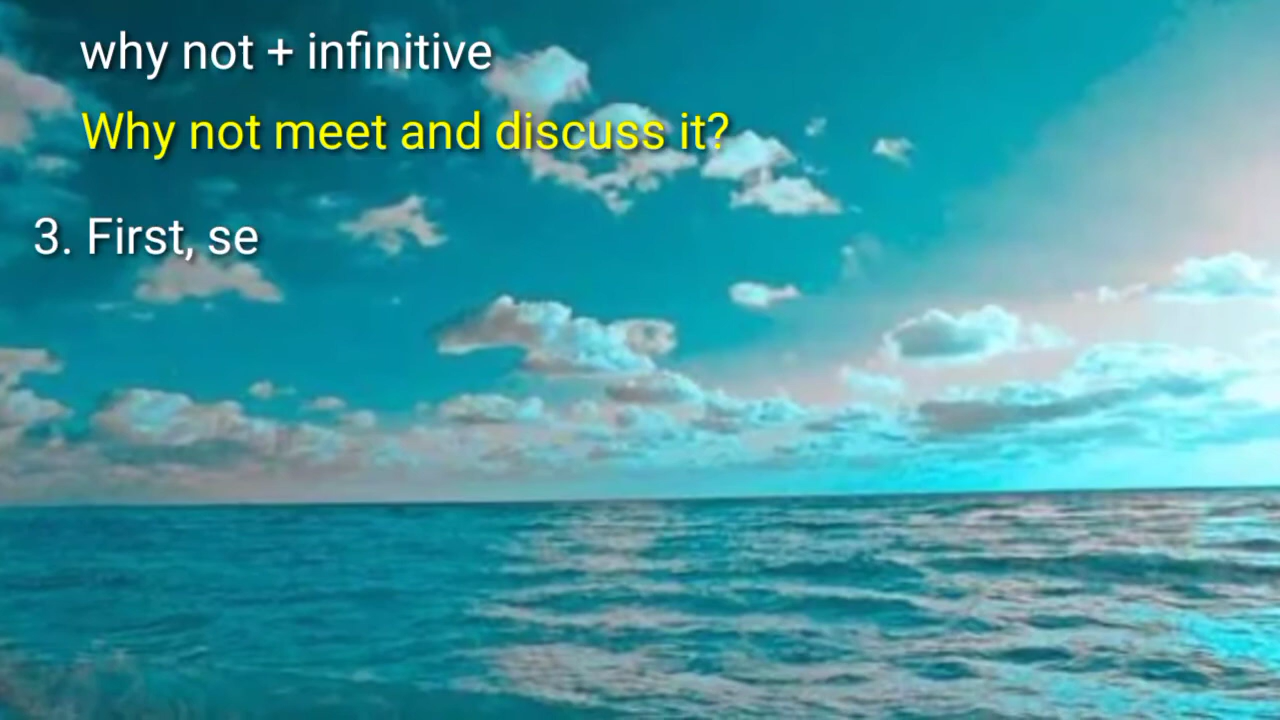 why not + infinitive
Why not meet and discuss it?
3. First, se